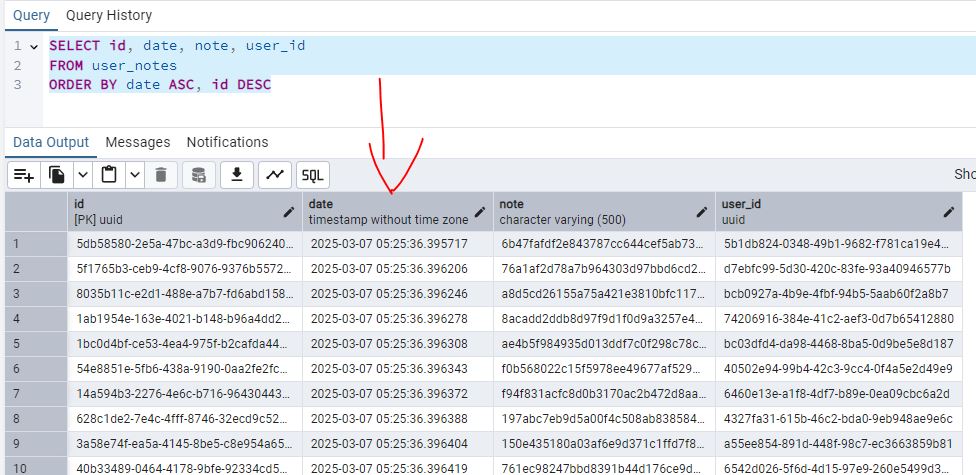 Query Query History
1 SELECT id, date, note, user_id
2 FROM user_notes
3 ORDER BY date ASC, id DESC
Data Output Messages Notifications
SQL Sho
id date note user_id
[PK] uuid timestamp without time zone character varying (500) uuid
1 5db58580-2e5a-47bc-a3d9-fbc906240... 2025-03-07 05:25:36.395717 6b47fafdf2e843787cc644cef5ab73... 5b1db824-0348-49b1-9682-f781ca19e4...
2 5f1765b3-ceb9-4cf8-9076-9376b5572... 2025-03-07 05:25:36.396206 76a1af2d78a7b964303d97bbd6cd2... d7ebfc99-5d30-420c-83fe-93a40946577b
3 8035b11c-e2d1-488e-a7b7-fd6abd158... 2025-03-07 05:25:36.396246 a8d5cd26155a75a421e3810bfc117... bcb0927a-4b9e-4fbf-94b5-5aab60f2a8b7
4 1ab1954e-163e-4021-b148-b96a4dd2... 2025-03-07 05:25:36.396278 8acadd2ddb8d97f9d1f0d9a3257e4... 74206916-384e-41c2-aef3-0d7b65412880
5 1bc0d4bf-ce53-4ea4-975f-b2cafda44... 2025-03-07 05:25:36.396308 ae4b5f984935d013ddf7c0f298c78c... bc03dfd4-da98-4468-8ba5-0d9be5e8d187
6 54e8851e-5fb6-438a-9190-0aa2fe2fc... 2025-03-07 05:25:36.396343 f0b568022c15f5978ee49677af529... 40502e94-99b4-42c3-9cc4-0f4a5e2d49e9
7 14a594b3-2276-4e6c-b716-96430443... 2025-03-07 05:25:36.396372 f94f831acfc8d0b3170ac2b472d8aa... 6460e13e-a1f8-4df7-b89e-0ea09cbc6a2d
8 628c1de2-7e4c-4fff-8746-32ecd9c52... 2025-03-07 05:25:36.396388 197abc7eb9d5a00f4c508ab838584... 4327fa31-615b-46c2-bda0-9eb948ae9e6c
9 3a58e74f-ea5a-4145-8be5-c8e954a65... 2025-03-07 05:25:36.396404 150e435180a03af6e9d371c1ffd7f8... a55ee854-891d-448f-98c7-ec3663859b81
10 40b33489-0464-4178-9bfe-92334cd5... 2025-03-07 05:25:36.396419 761ec98247bbd8391b44d176ce9d... 6542d026-5f6d-4d15-97e9-260e5499d3...